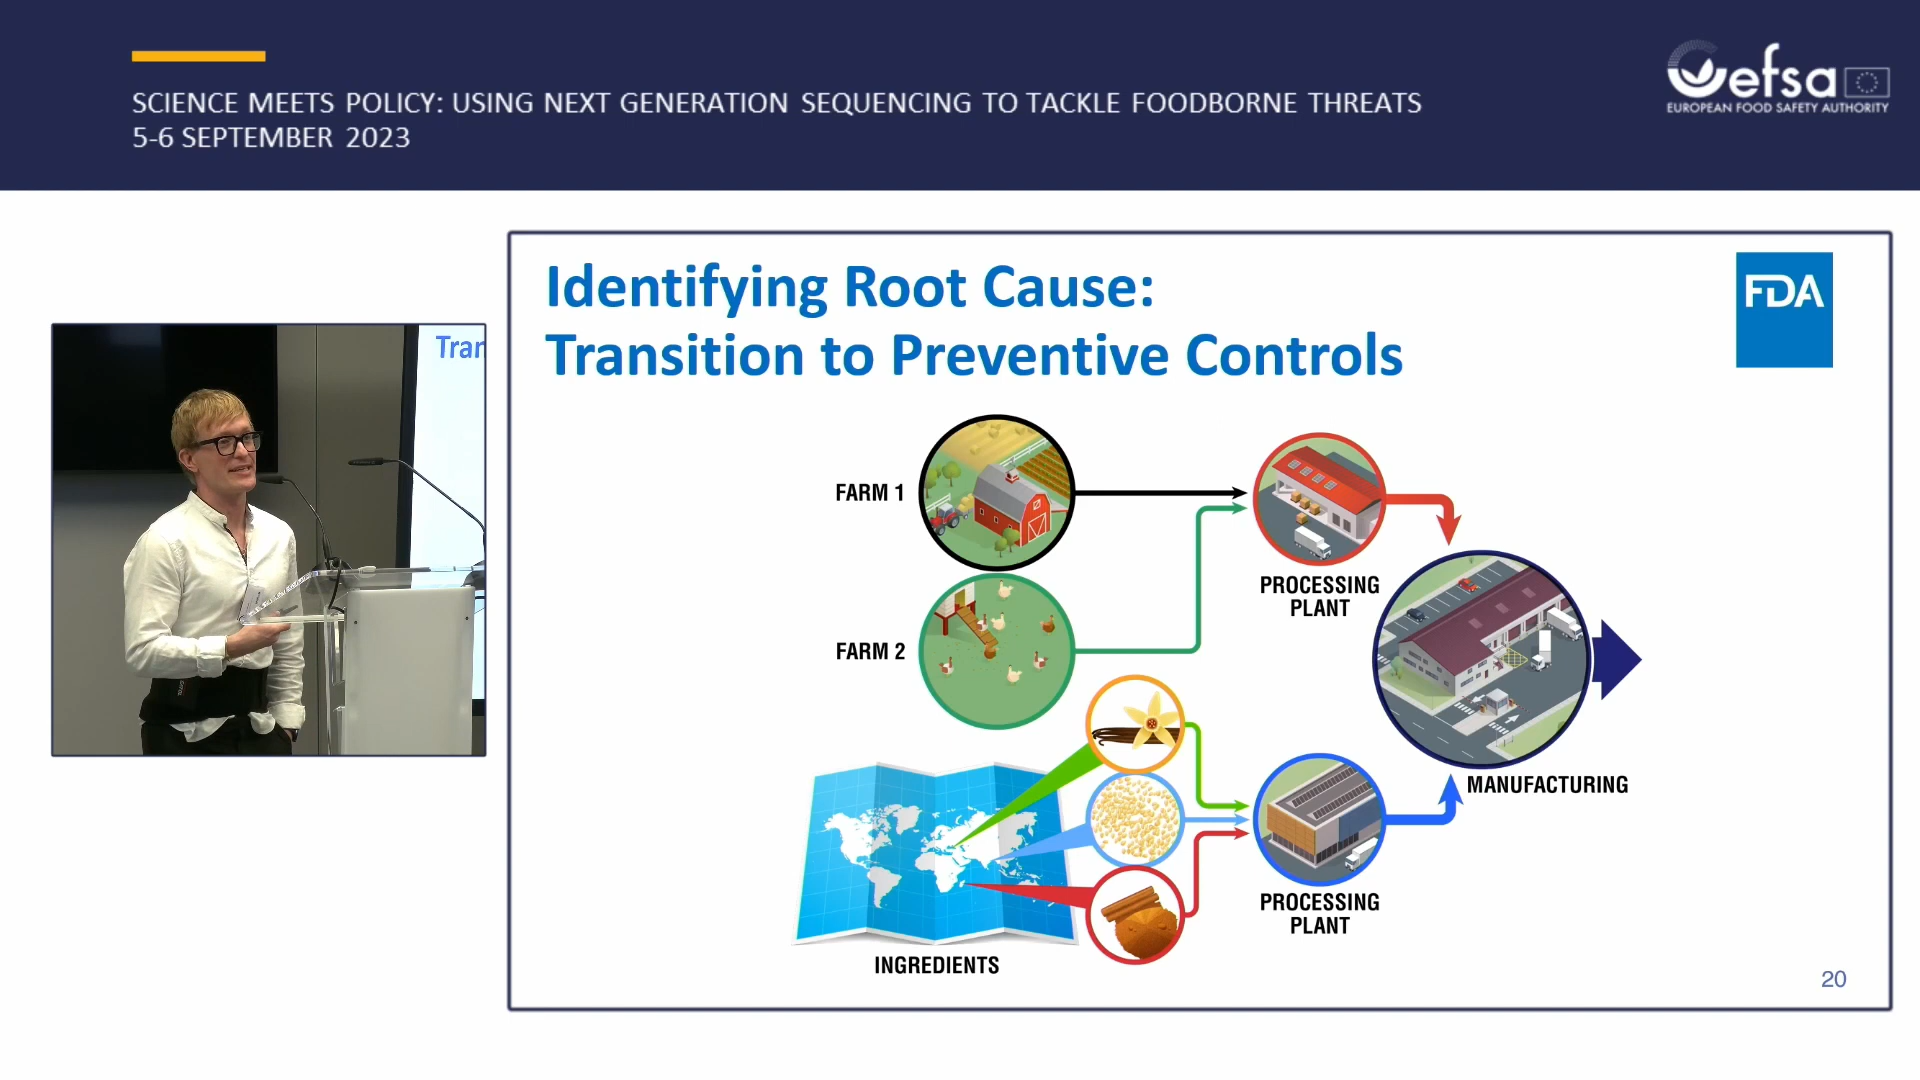 SCIENCE MEETS POLICY: USING NEXT GENERATION SEQUENCING TO TACKLE FOODBORNE THREATS
5-6 SEPTEMBER 2023
efsa
EUROPEAN FOOD SAFETY AUTHORITY
Tran
Identifying Root Cause:
Transition to Preventive Controls
FDA
FARM 1
PROCESSING
PLANT
FARM 2
MANUFACTURING
PROCESSING
PLANT
INGREDIENTS
20